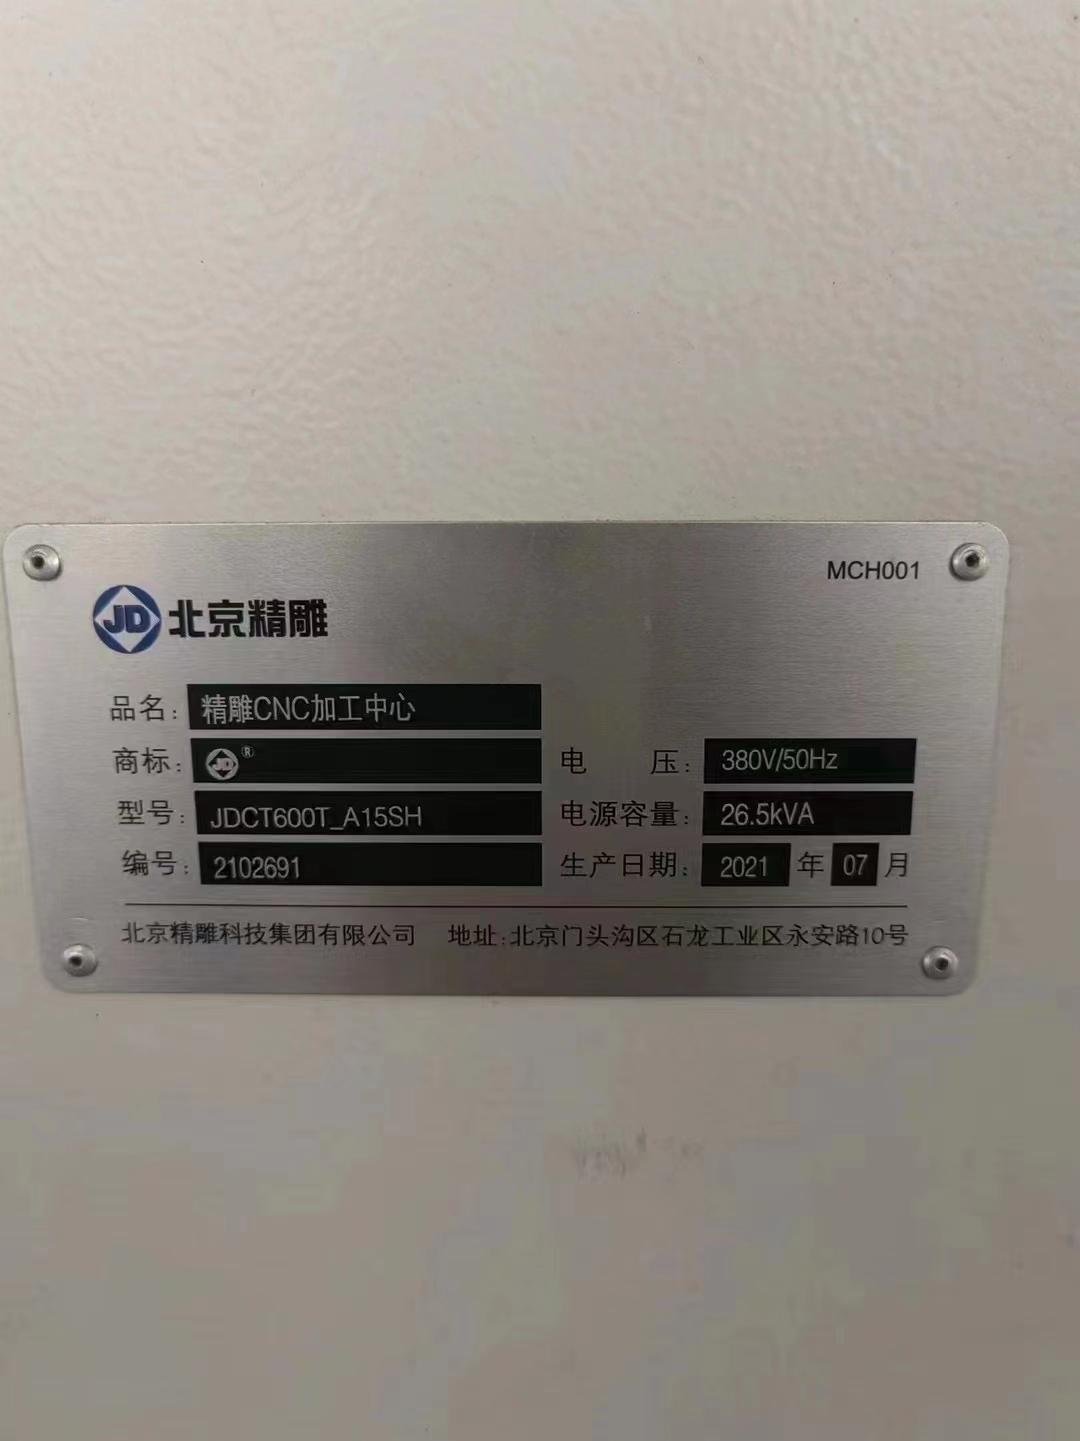 MCH001
JD 北京精雕
品名: 精雕CNC加工中心
商标: JD®
电 压: 380V/50Hz
型号: JDCT600T_A15SH
电源容量: 26.5kVA
编号: 2102691
生产日期: 2021 年 07 月
北京精雕科技集团有限公司 地址:北京门头沟区石龙工业区永安路10号